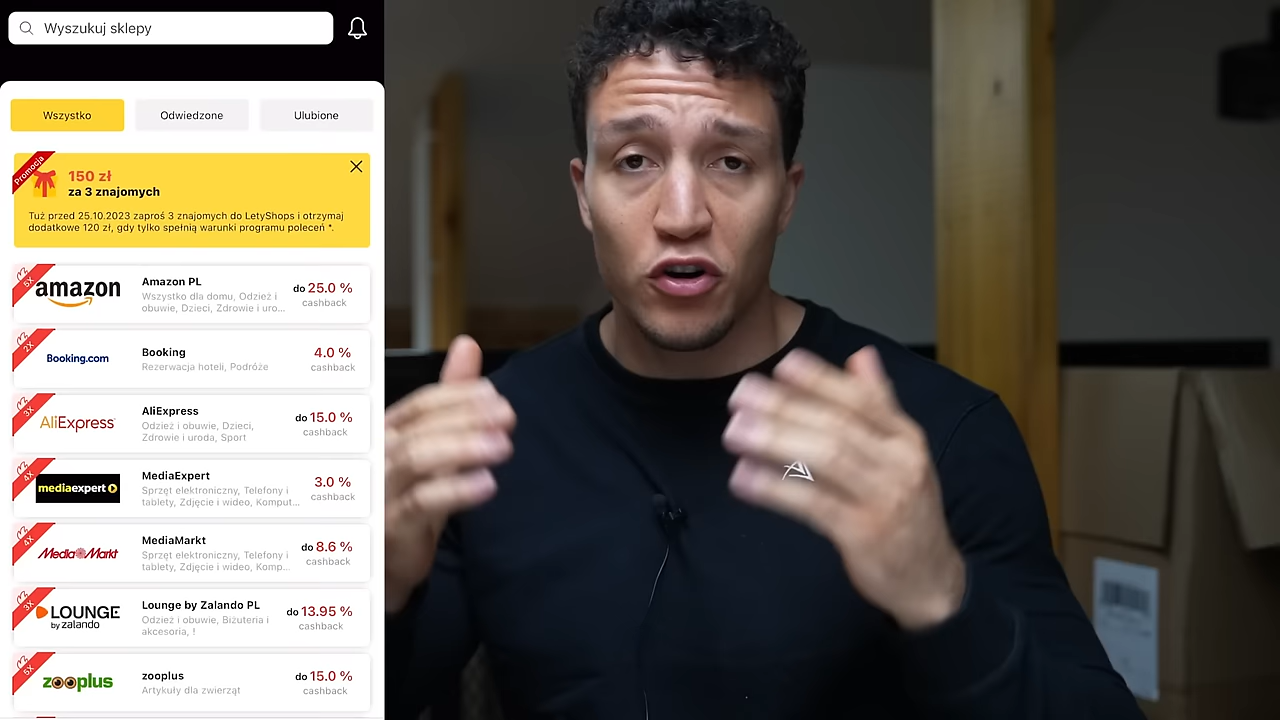 Wyszukuj sklepy
Wszystko
Odwiedzone
Ulubione
Promocja
150 zł
za 3 znajomych
Tuż przed 25.10.2023 zaproś 3 znajomych do LetyShops i otrzymaj
dodatkowe 120 zł, gdy tylko spełnią warunki programu poleceń *.
5X
amazon
Amazon PL
Wszystko dla domu, Odzież i
obuwie, Dzieci, Zdrowie i uro...
do 25.0 %
cashback
2X
Booking.com
Booking
Rezerwacja hoteli, Podróże
4.0 %
cashback
3X
AliExpress
AliExpress
Odzież i obuwie, Dzieci,
Zdrowie i uroda, Sport
do 15.0 %
cashback
4X
mediaexpert
MediaExpert
Sprzęt elektroniczny, Telefony i
tablety, Zdjęcie i wideo, Komput...
3.0 %
cashback
4X
Media Markt
MediaMarkt
Sprzęt elektroniczny, Telefony i
tablety, Zdjęcie i wideo, Komp...
do 8.6 %
cashback
3X
LOUNGE
by zalando
Lounge by Zalando PL
Odzież i obuwie, Biżuteria i
akcesoria, !
do 13.95 %
cashback
5X
zooplus
zooplus
Artykuły dla zwierząt
do 15.0 %
cashback